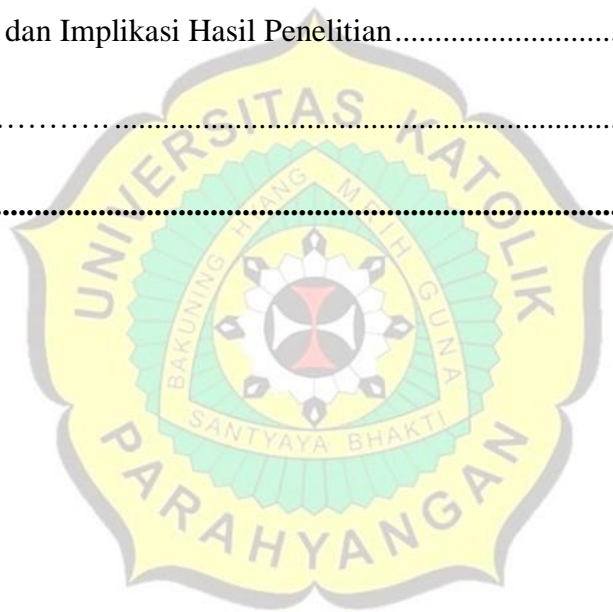 dan Implikasi Hasil Penelitian..............................
................................................................................
................................................................................
UNIVERSITAS KATOLIK
PARAHYANGAN
BAKUNING HYANG MRIH GUNA
SANTYAYA BHAKTI